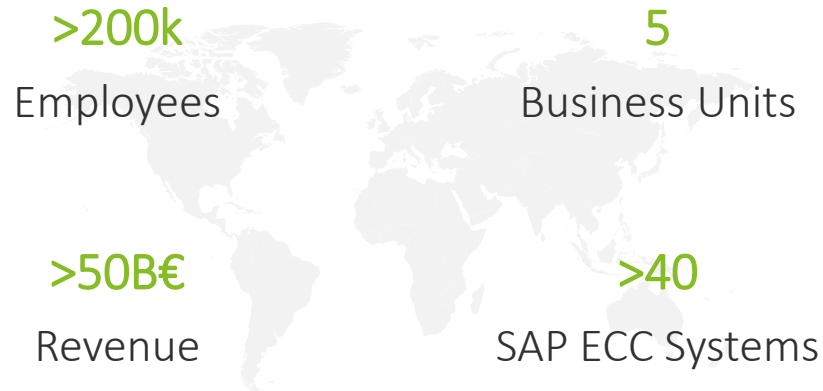 >200k
Employees
5
Business Units
>50B€
Revenue
>40
SAP ECC Systems